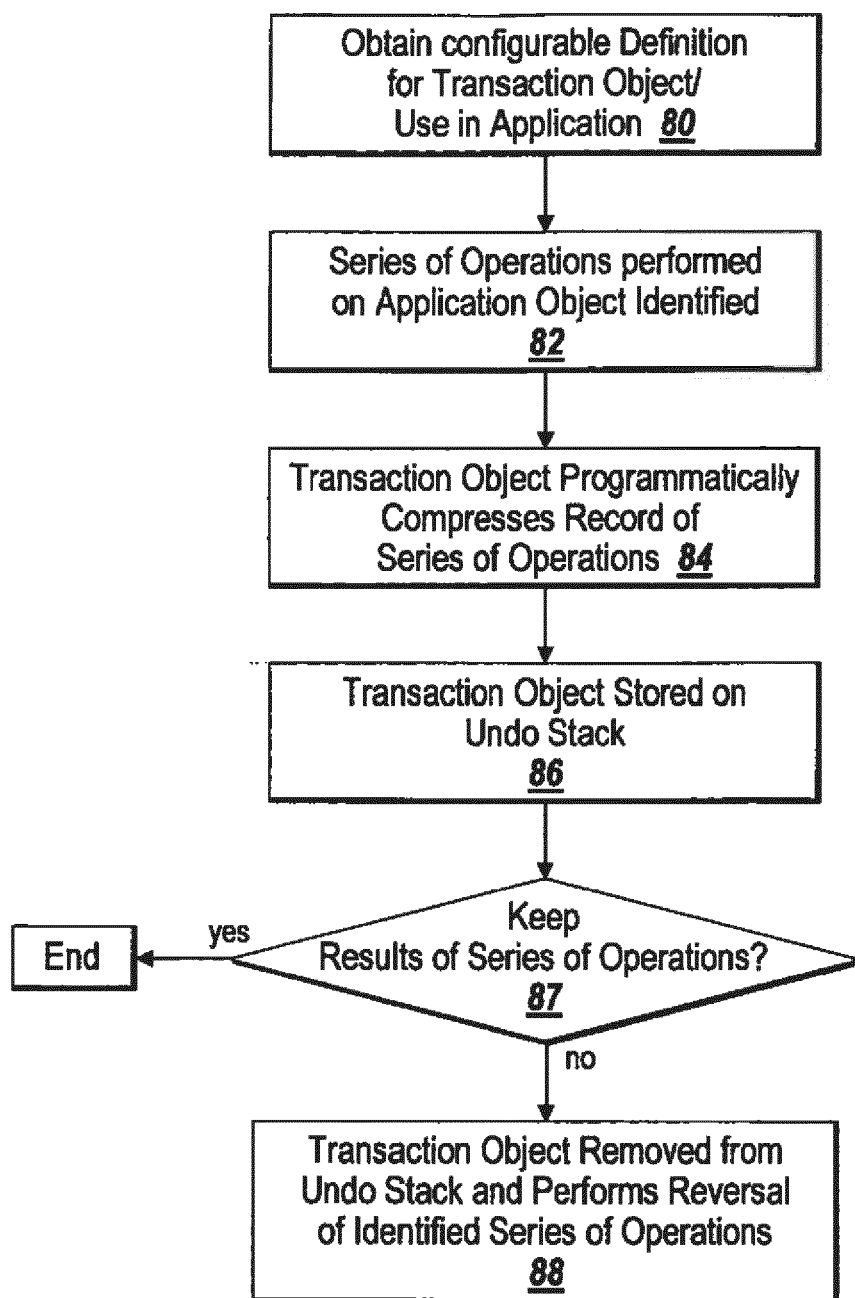 Obtain configurable Definition
for Transaction Object/
Use in Application 80
Series of Operations performed
on Application Object Identified
82
Transaction Object Programmatically
Compresses Record of
Series of Operations 84
Transaction Object Stored on
Undo Stack
86
Keep
Results of Series of Operations?
87
yes
End
no
Transaction Object Removed from
Undo Stack and Performs Reversal
of Identified Series of Operations
88